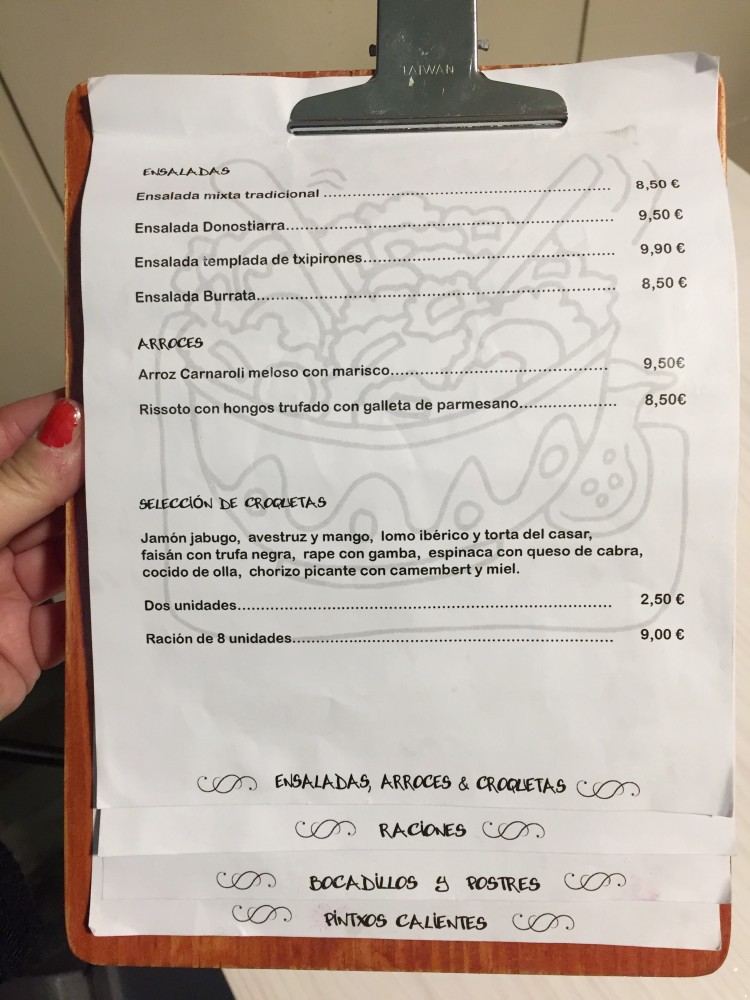 TAIWAN
ENSALADAS
Ensalada mixta tradicional ........................................................ 8,50 €
Ensalada Donostiarra................................................................ 9,50 €
Ensalada templada de txipirones................................................ 9,90 €
Ensalada Burrata...................................................................... 8,50 €
ARROCES
Arroz Carnaroli meloso con marisco.......................................... 9,50€
Rissoto con hongos trufado con galleta de parmesano................... 8,50€
SELECCIÓN DE CROQUETAS
Jamón jabugo, avestruz y mango, lomo ibérico y torta del casar,
faisán con trufa negra, rape con gamba, espinaca con queso de cabra,
cocido de olla, chorizo picante con camembert y miel.
Dos unidades........................................................................ 2,50 €
Ración de 8 unidades.............................................................. 9,00 €
ENSALADAS, ARROCES & CROQUETAS
RACIONES
BOCADILLOS Y POSTRES
PINTXOS CALIENTES